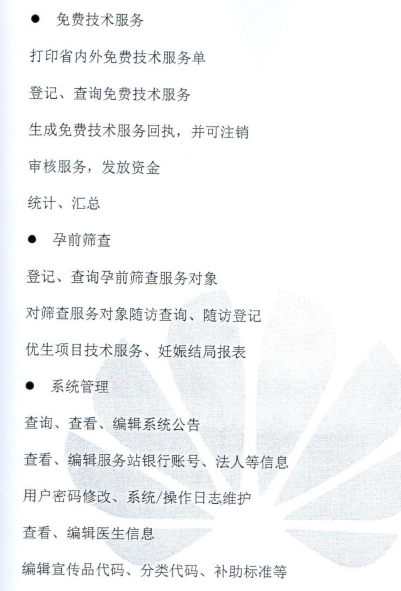 ● 免费技术服务
打印省内外免费技术服务单
登记、查询免费技术服务
生成免费技术服务回执，并可注销
审核服务，发放资金
统计、汇总
● 孕前筛查
登记、查询孕前筛查服务对象
对筛查服务对象随访查询、随访登记
优生项目技术服务、妊娠结局报表
● 系统管理
查询、查看、编辑系统公告
查看、编辑服务站银行账号、法人等信息
用户密码修改、系统/操作日志维护
查看、编辑医生信息
编辑宣传品代码、分类代码、补助标准等